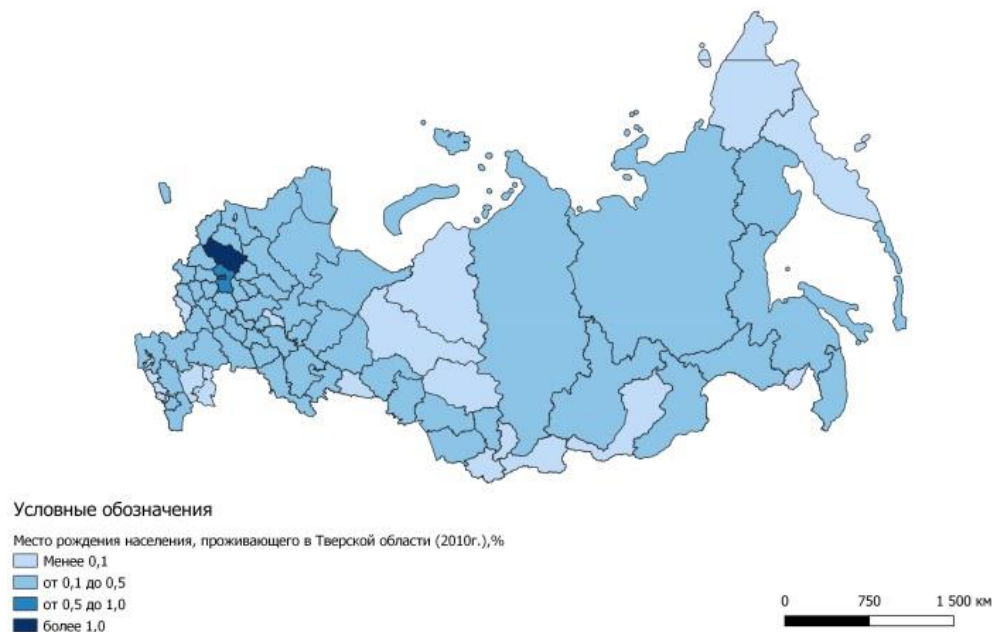 Условные обозначения
Место рождения населения, проживающего в Тверской области (2010г.),%
Менее 0,1
от 0,1 до 0,5
от 0,5 до 1,0
более 1,0
0 750 1 500 км